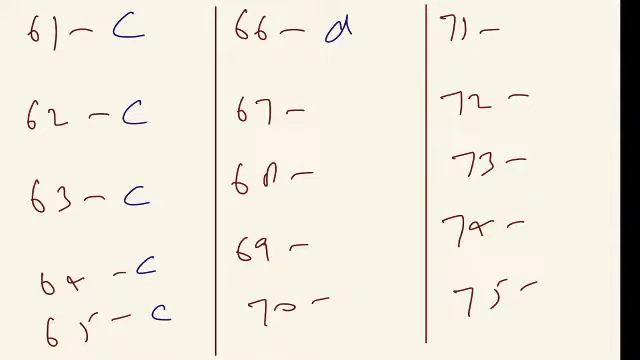 61 - C
62 - C
63 - C
64 - C
65 - C
66 - d
67 -
68 -
69 -
70 -
71 -
72 -
73 -
74 -
75 -